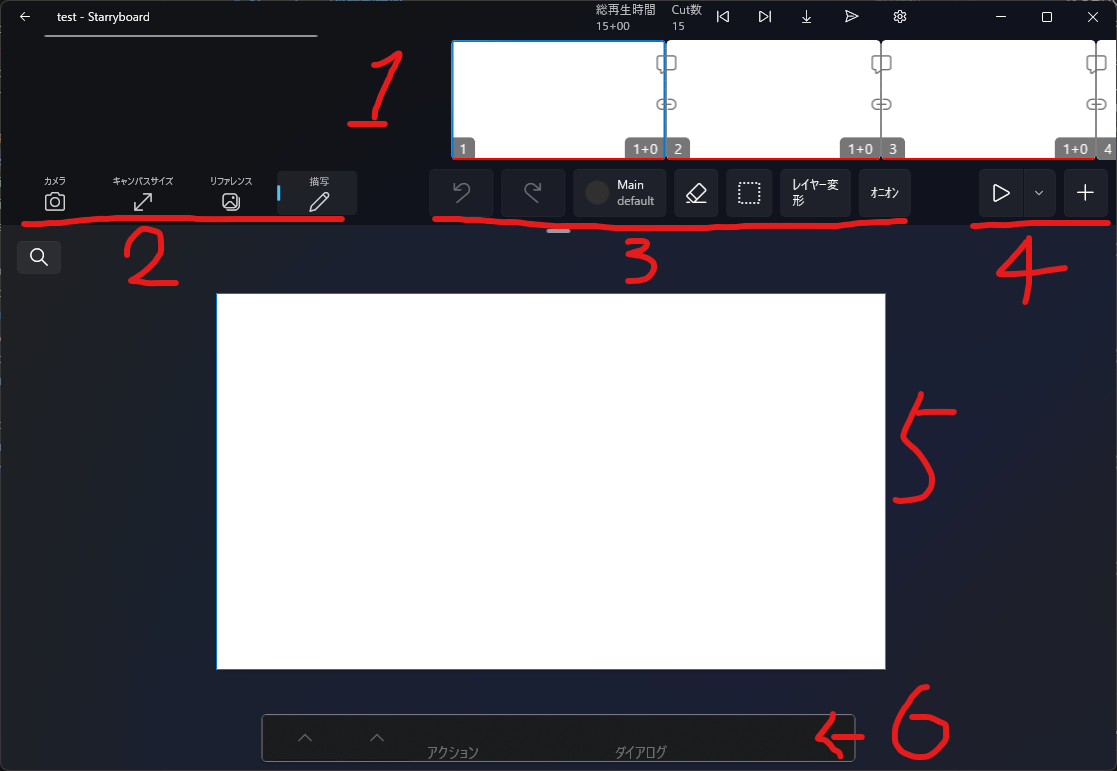 test - Starryboard
総再生時間 Cut数
15+00 15
1
1 1+0 2 1+0 3 1+0 4
カメラ キャンバスサイズ リファレンス 描写
Main
default
レイヤー変
形
オニオン
2
3
4
5
6
アクション ダイアログ